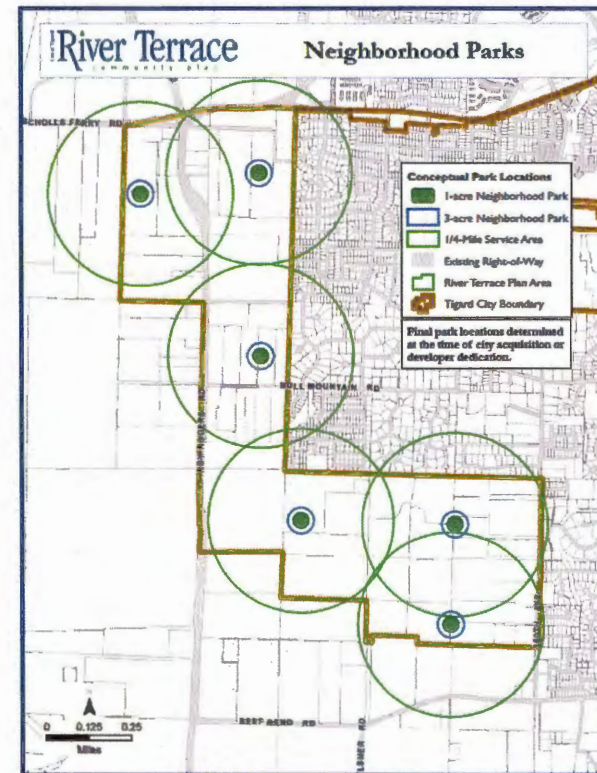 River Terrace
community plan
Neighborhood Parks
SCHOLLS FERRY RD
Conceptual Park Locations
1-acre Neighborhood Park
3-acre Neighborhood Park
1/4-Mile Service Area
Existing Right-of-Way
River Terrace Plan Area
Tigard City Boundary
Final park locations determined
at the time of city acquisition or
developer dedication.
BULL MOUNTAIN RD
ROY ROGERS RD
BEEF BEND RD
0 0.125 0.25
Miles